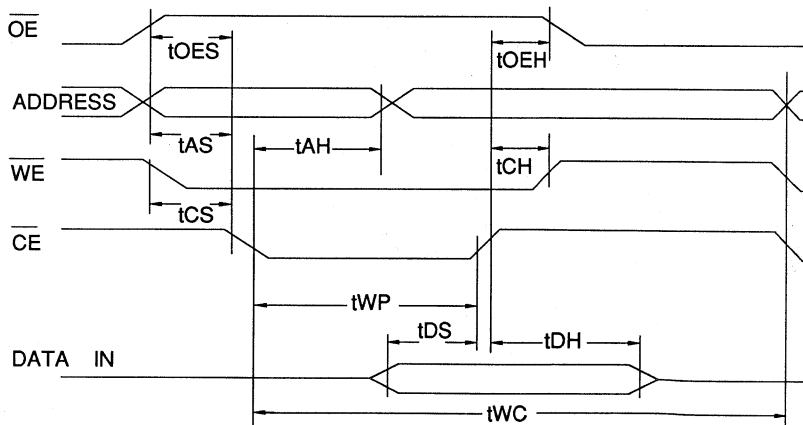 OE
tOES
tOEH
ADDRESS
tAS
tAH
WE
tCH
tCS
CE
tWP
tDS
tDH
DATA IN
tWC